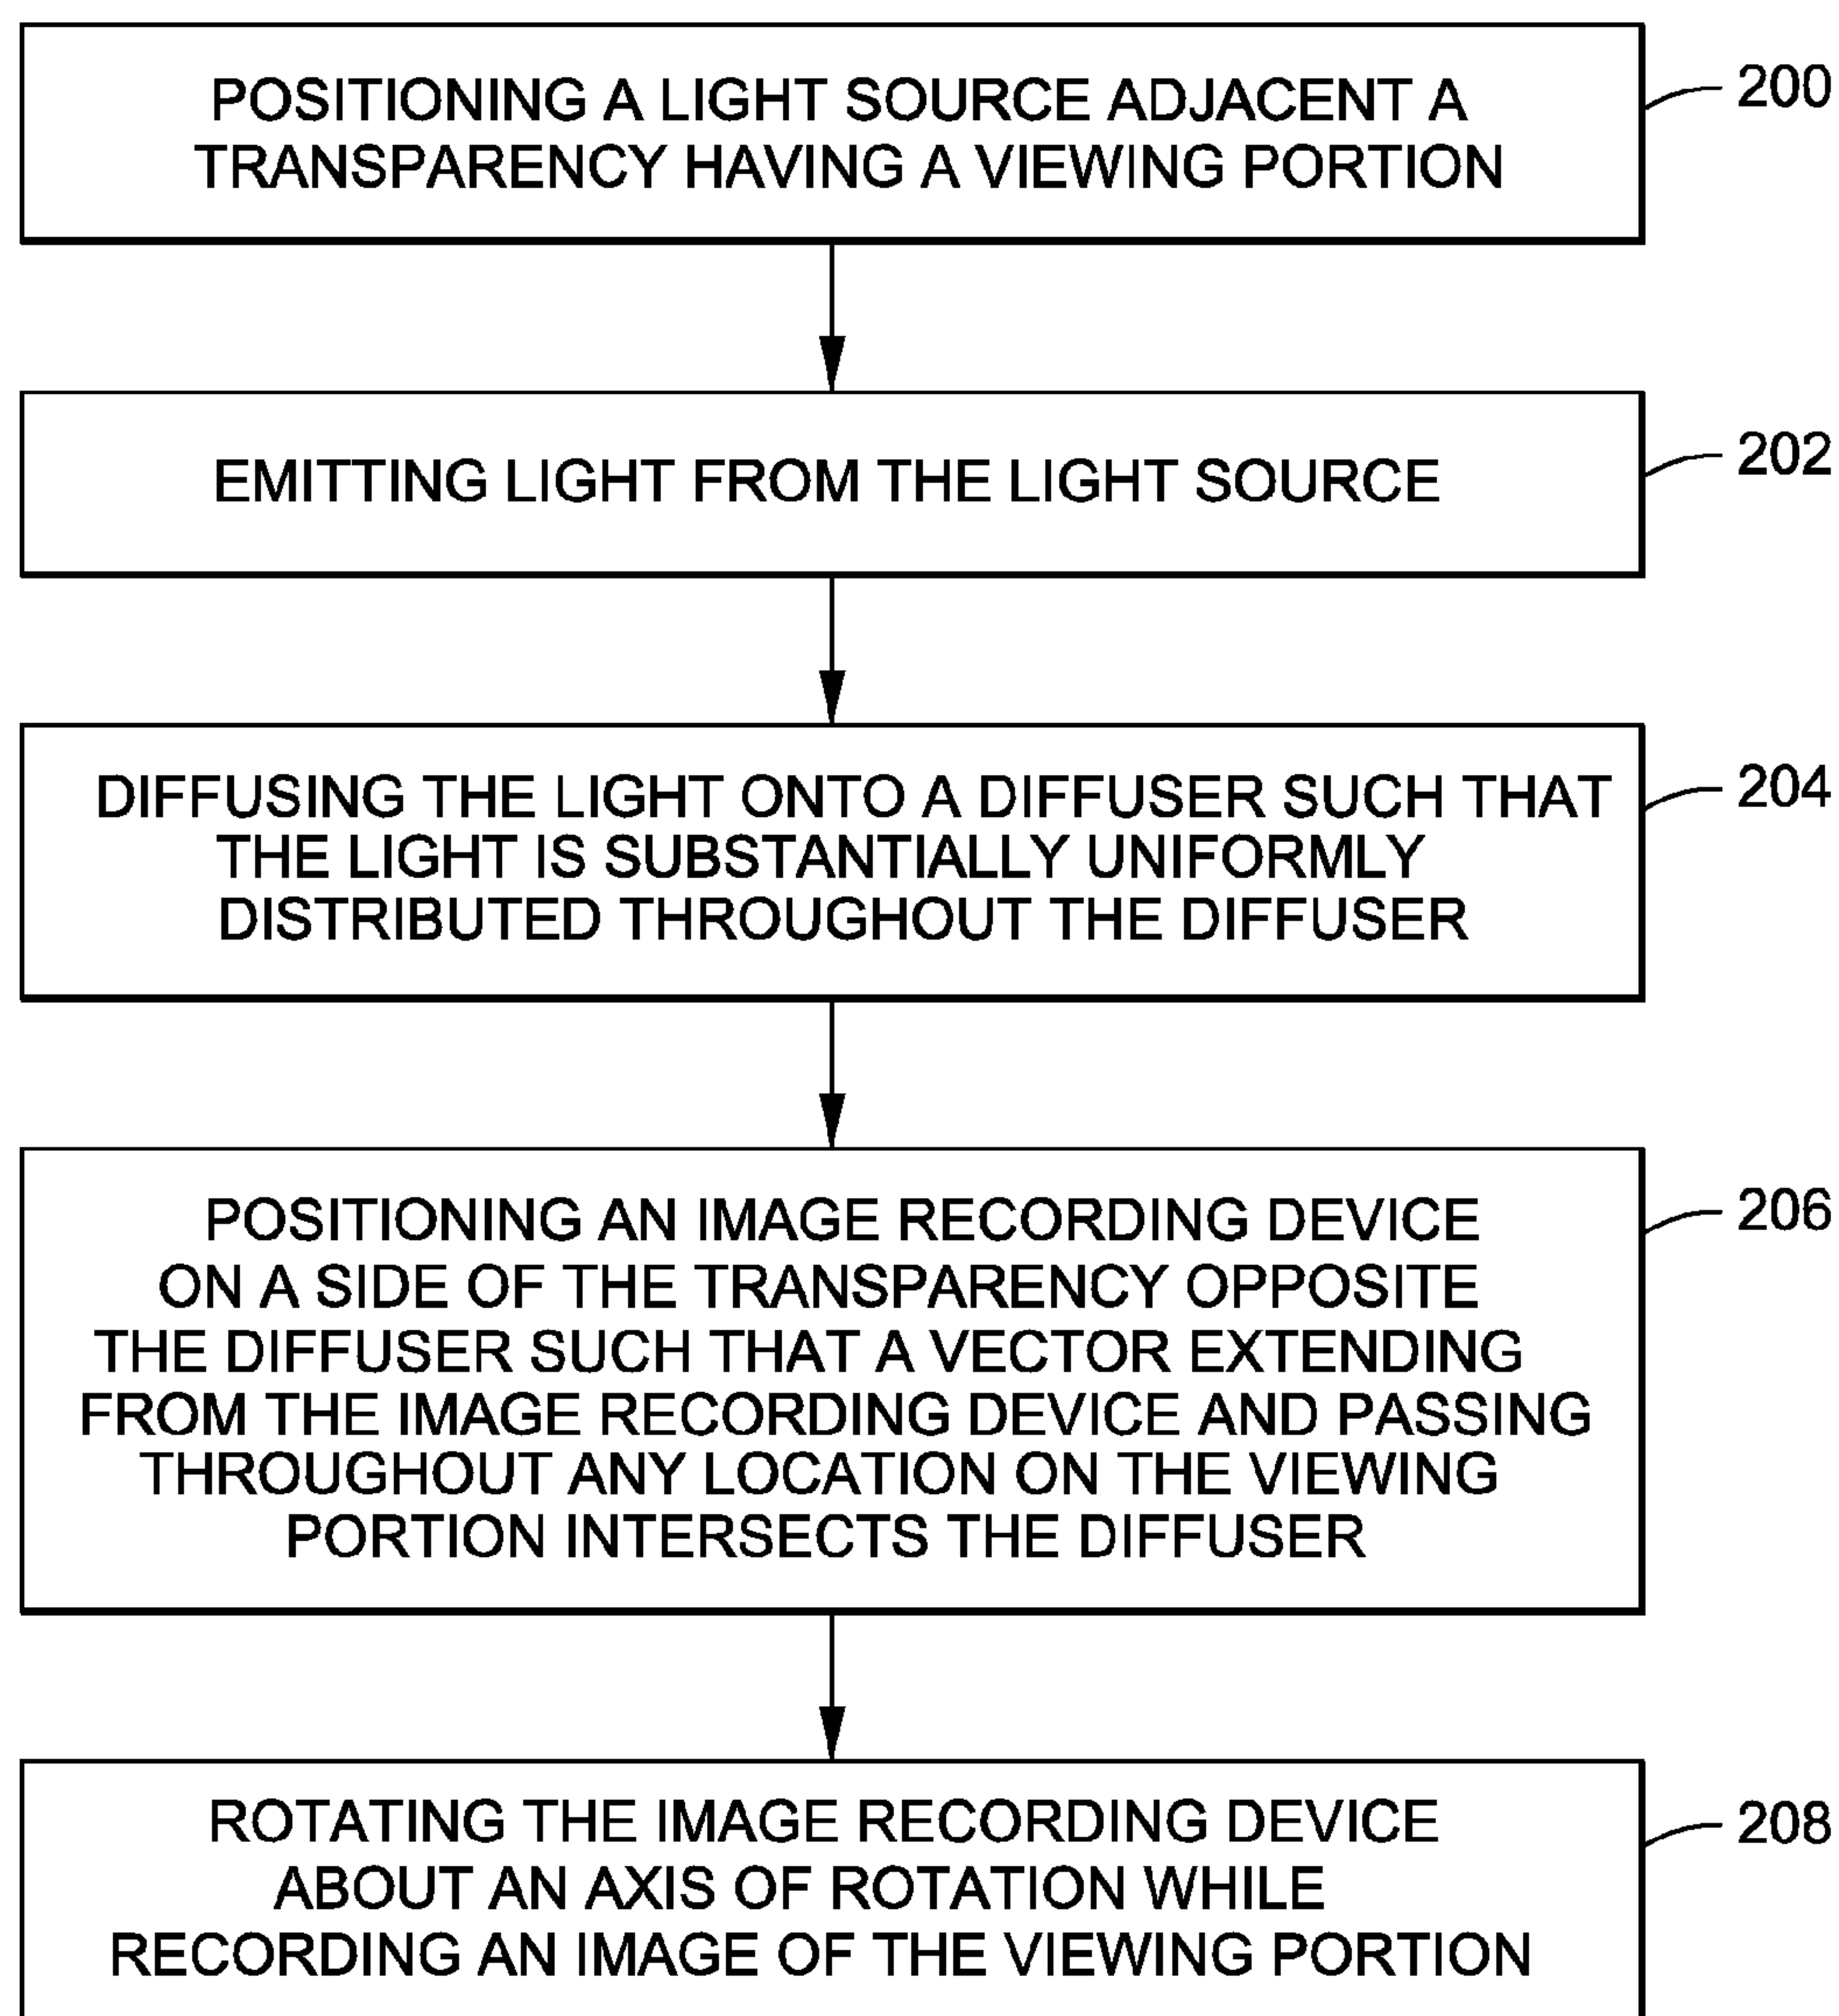 POSITIONING A LIGHT SOURCE ADJACENT A
TRANSPARENCY HAVING A VIEWING PORTION
200
EMITTING LIGHT FROM THE LIGHT SOURCE
202
DIFFUSING THE LIGHT ONTO A DIFFUSER SUCH THAT
THE LIGHT IS SUBSTANTIALLY UNIFORMLY
DISTRIBUTED THROUGHOUT THE DIFFUSER
204
POSITIONING AN IMAGE RECORDING DEVICE
ON A SIDE OF THE TRANSPARENCY OPPOSITE
THE DIFFUSER SUCH THAT A VECTOR EXTENDING
FROM THE IMAGE RECORDING DEVICE AND PASSING
THROUGHOUT ANY LOCATION ON THE VIEWING
PORTION INTERSECTS THE DIFFUSER
206
ROTATING THE IMAGE RECORDING DEVICE
ABOUT AN AXIS OF ROTATION WHILE
RECORDING AN IMAGE OF THE VIEWING PORTION
208